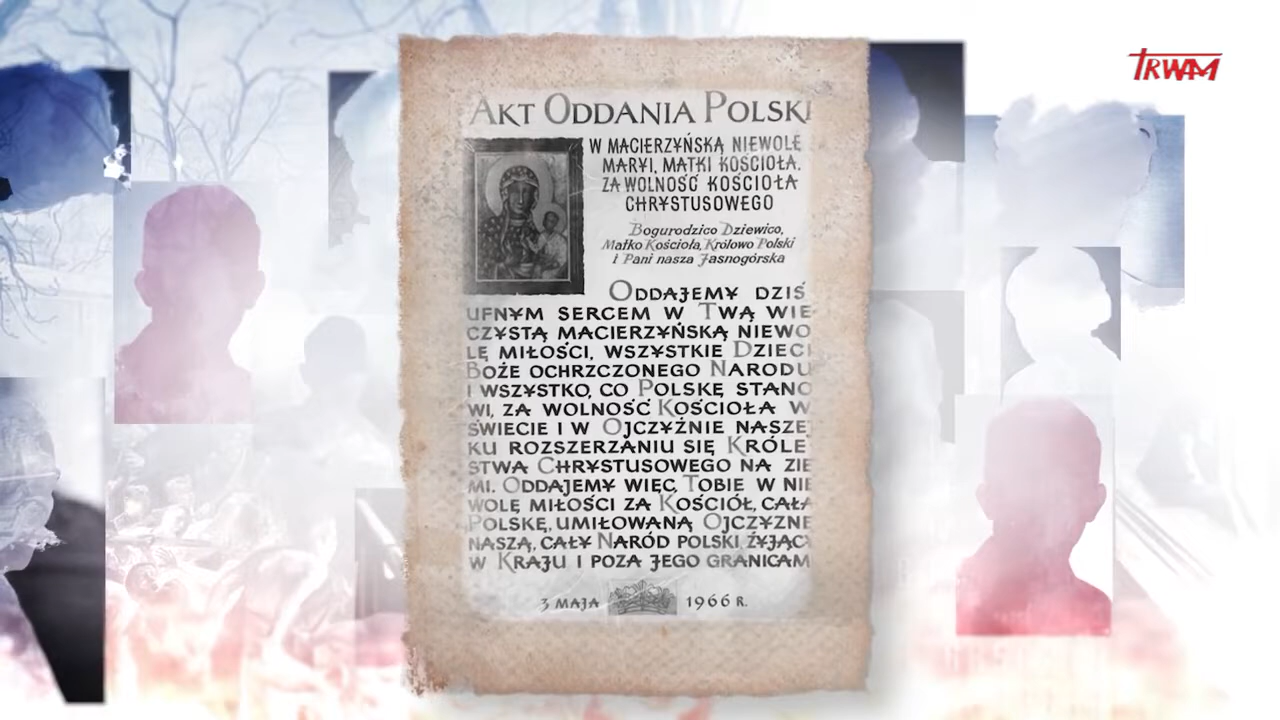 TRWAM
AKT ODDANIA POLSKI
W MACIERZYŃSKĄ NIEWOLĘ
MARYI, MATKI KOŚCIOŁA.
ZA WOLNOŚĆ KOŚCIOŁA
CHRYSTUSOWEGO
Bogurodzico Dziewico,
Matko Kościoła, Królowo Polski
i Pani nasza Jasnogórska
ODDAJEMY DZIŚ
UFNYM SERCEM W TWĄ WIE-
CZYSTĄ MACIERZYŃSKĄ NIEWO
LĘ MIŁOŚCI, WSZYSTKIE DZIECI
BOŻE OCHRZCZONEGO NARODU
I WSZYSTKO, CO POLSKĘ STANO
WI, ZA WOLNOŚĆ KOŚCIOŁA W
ŚWIECIE I W OJCZYŹNIE NASZEJ
KU ROZSZERZANIU SIĘ KRÓLE
STWA CHRYSTUSOWEGO NA ZIE
MI. ODDAJEMY WIĘC TOBIE W NIE
WOLĘ MIŁOŚCI ZA KOŚCIÓŁ, CAŁĄ
POLSKĘ, UMIŁOWANĄ OJCZYZNĘ
NASZĄ, CAŁY NARÓD POLSKI ŻYJĄCY
W KRAJU I POZA JEGO GRANICAM
3 MAJA 1966 R.